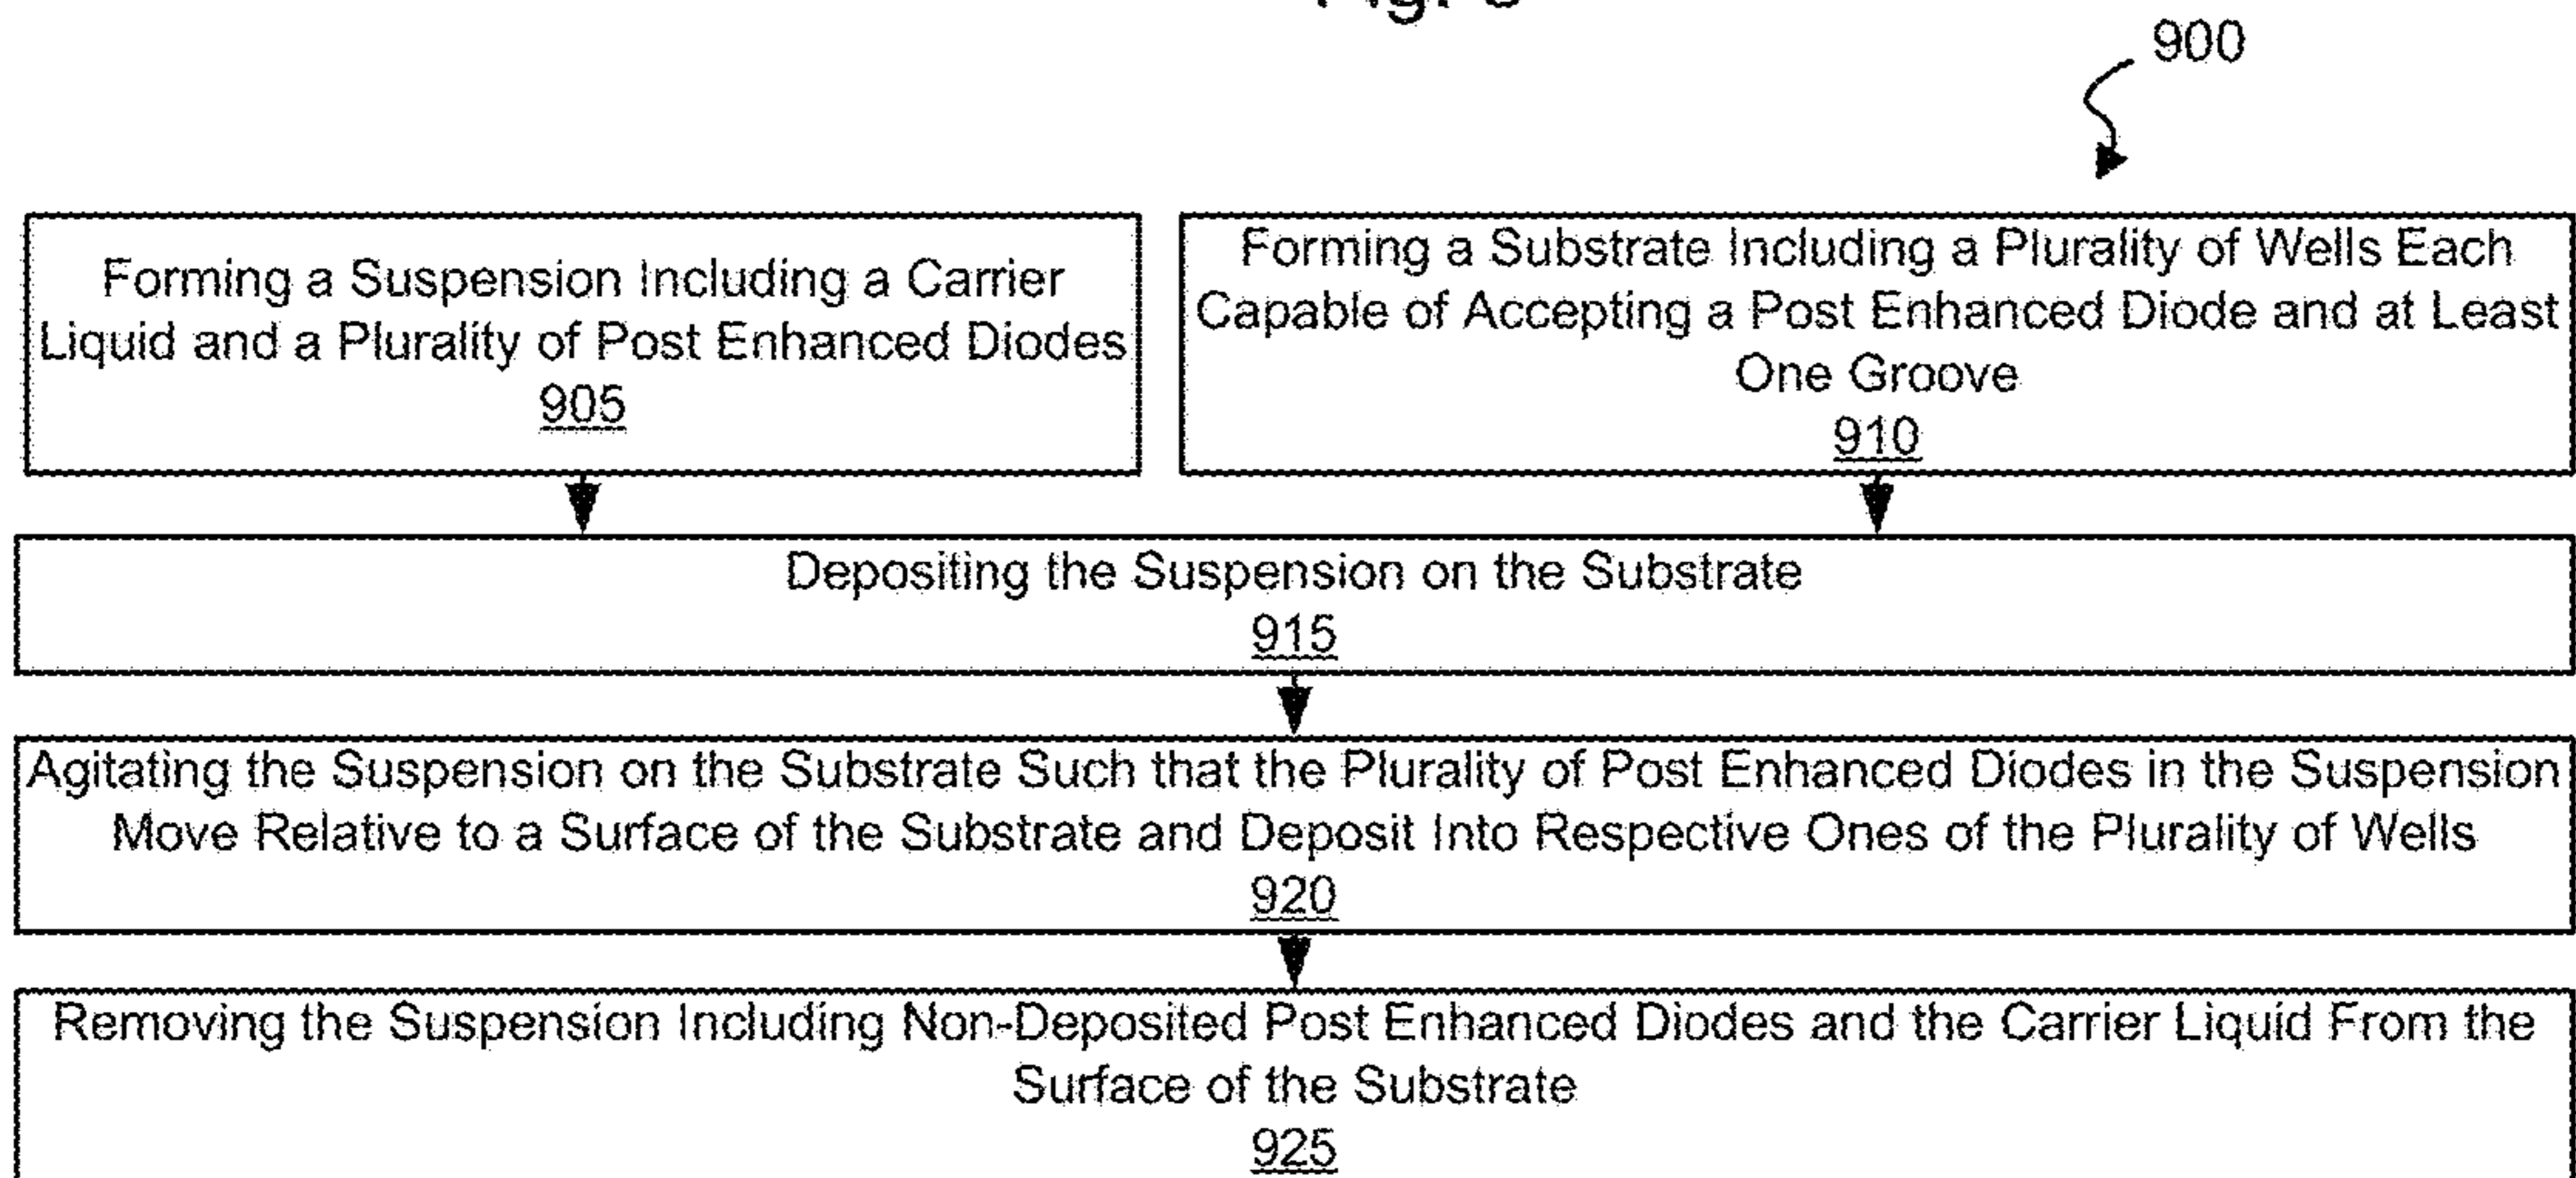 900
Forming a Suspension Including a Carrier
Liquid and a Plurality of Post Enhanced Diodes
905
Forming a Substrate Including a Plurality of Wells Each
Capable of Accepting a Post Enhanced Diode and at Least
One Groove
910
Depositing the Suspension on the Substrate
915
Agitating the Suspension on the Substrate Such that the Plurality of Post Enhanced Diodes in the Suspension
Move Relative to a Surface of the Substrate and Deposit Into Respective Ones of the Plurality of Wells
920
Removing the Suspension Including Non-Deposited Post Enhanced Diodes and the Carrier Liquid From the
Surface of the Substrate
925